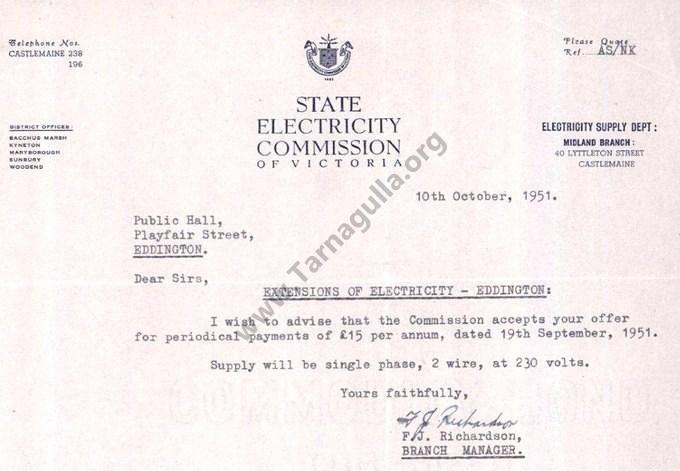 Telephone Nos.
CASTLEMAINE 238
196
Please Quote
Ref. AS/NK
STATE
ELECTRICITY
COMMISSION
OF VICTORIA
DISTRICT OFFICES:
BACCHUS MARSH
KYNETON
MARYBOROUGH
SUNBURY
WOODEND
ELECTRICITY SUPPLY DEPT:
MIDLAND BRANCH:
40 LYTTLETON STREET
CASTLEMAINE
10th October, 1951.
Public Hall,
Playfair Street,
EDDINGTON.
Dear Sirs,
EXTENSIONS OF ELECTRICITY - EDDINGTON:
I wish to advise that the Commission accepts your offer
for periodical payments of £15 per annum, dated 19th September, 1951.
Supply will be single phase, 2 wire, at 230 volts.
Yours faithfully,
F J Richardson
F.J. Richardson,
BRANCH MANAGER.
www.Tarnagulla.org